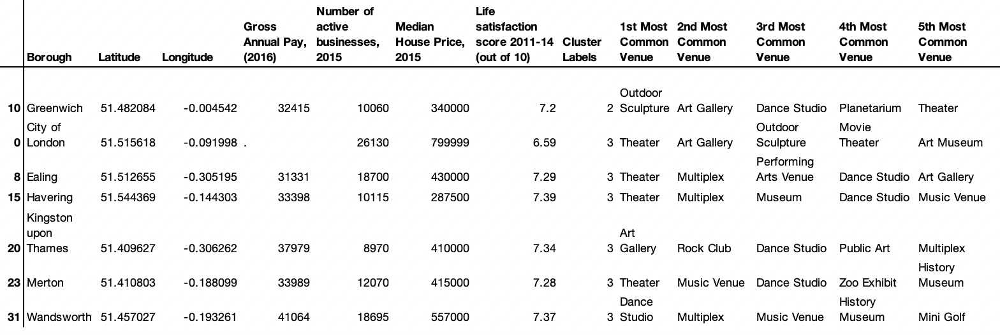 Borough Latitude Longitude Gross Annual Pay, (2016) Number of active businesses, 2015 Median House Price, 2015 Life satisfaction score 2011-14 (out of 10) Cluster Labels 1st Most Common Venue 2nd Most Common Venue 3rd Most Common Venue 4th Most Common Venue 5th Most Common Venue
10 Greenwich 51.482084 -0.004542 32415 10060 340000 7.2 2 Outdoor Sculpture Art Gallery Dance Studio Planetarium Theater
0 City of London 51.515618 -0.091998 . 26130 799999 6.59 3 Theater Art Gallery Outdoor Sculpture Movie Theater Art Museum
8 Ealing 51.512655 -0.305195 31331 18700 430000 7.29 3 Theater Multiplex Performing Arts Venue Dance Studio Art Gallery
15 Havering 51.544369 -0.144303 33398 10115 287500 7.39 3 Theater Multiplex Museum Dance Studio Music Venue
20 Kingston upon Thames 51.409627 -0.306262 37979 8970 410000 7.34 3 Art Gallery Rock Club Dance Studio Public Art Multiplex
23 Merton 51.410803 -0.188099 33989 12070 415000 7.28 3 Theater Music Venue Dance Studio Zoo Exhibit History Museum
31 Wandsworth 51.457027 -0.193261 41064 18695 557000 7.37 3 Dance Studio Multiplex Music Venue History Museum Mini Golf